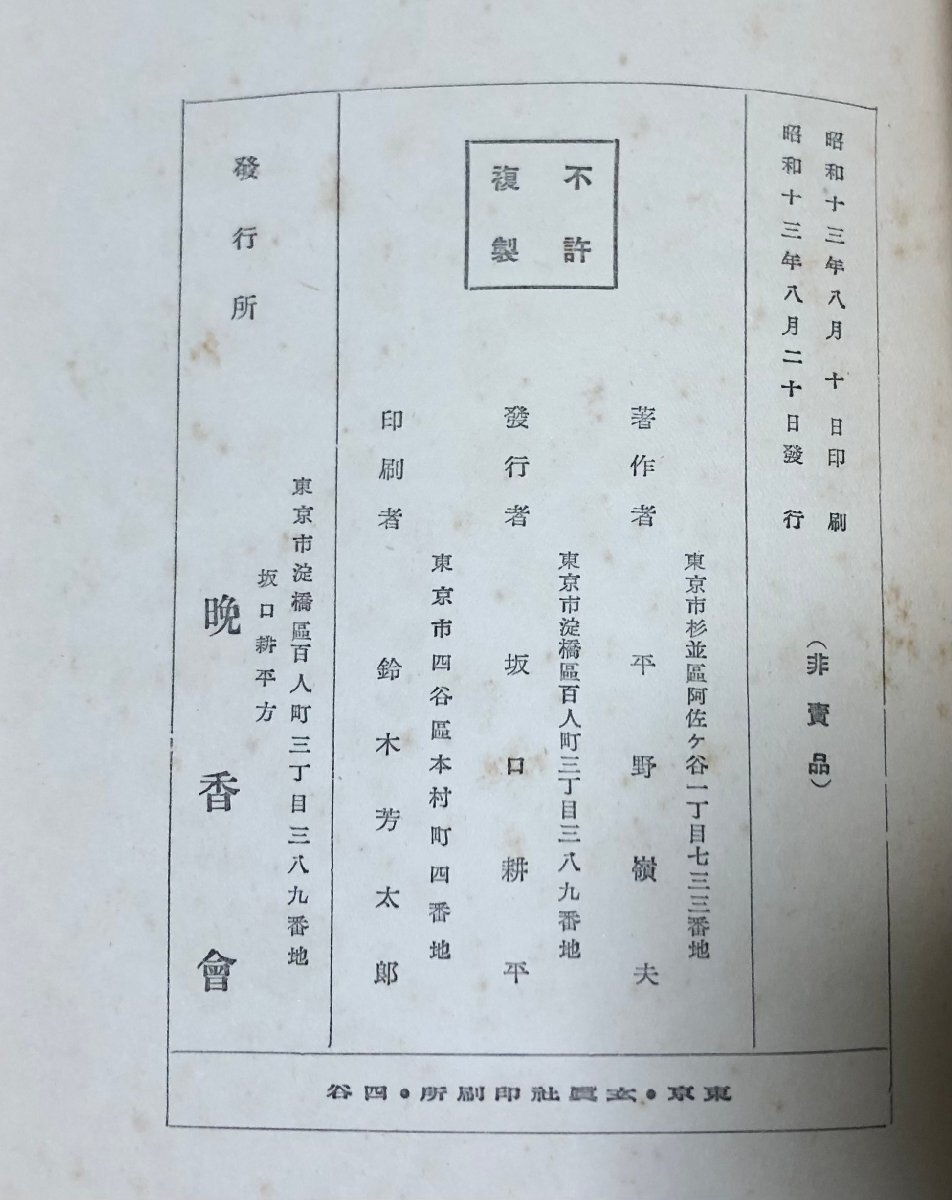 昭和十三年八月十日印刷
昭和十三年八月二十日發行
（非賣品）
不許
複製
東京市杉並區阿佐ケ谷一丁目七三三番地
著作者 平野嶺夫
東京市淀橋區百人町三丁目三八九番地
發行者 坂口耕平
東京市四谷區本村町四番地
印刷者 鈴木芳太郎
東京市淀橋區百人町三丁目三八九番地
坂口耕平方
發行所 晩香會
東京・玄眞社印刷所・四谷